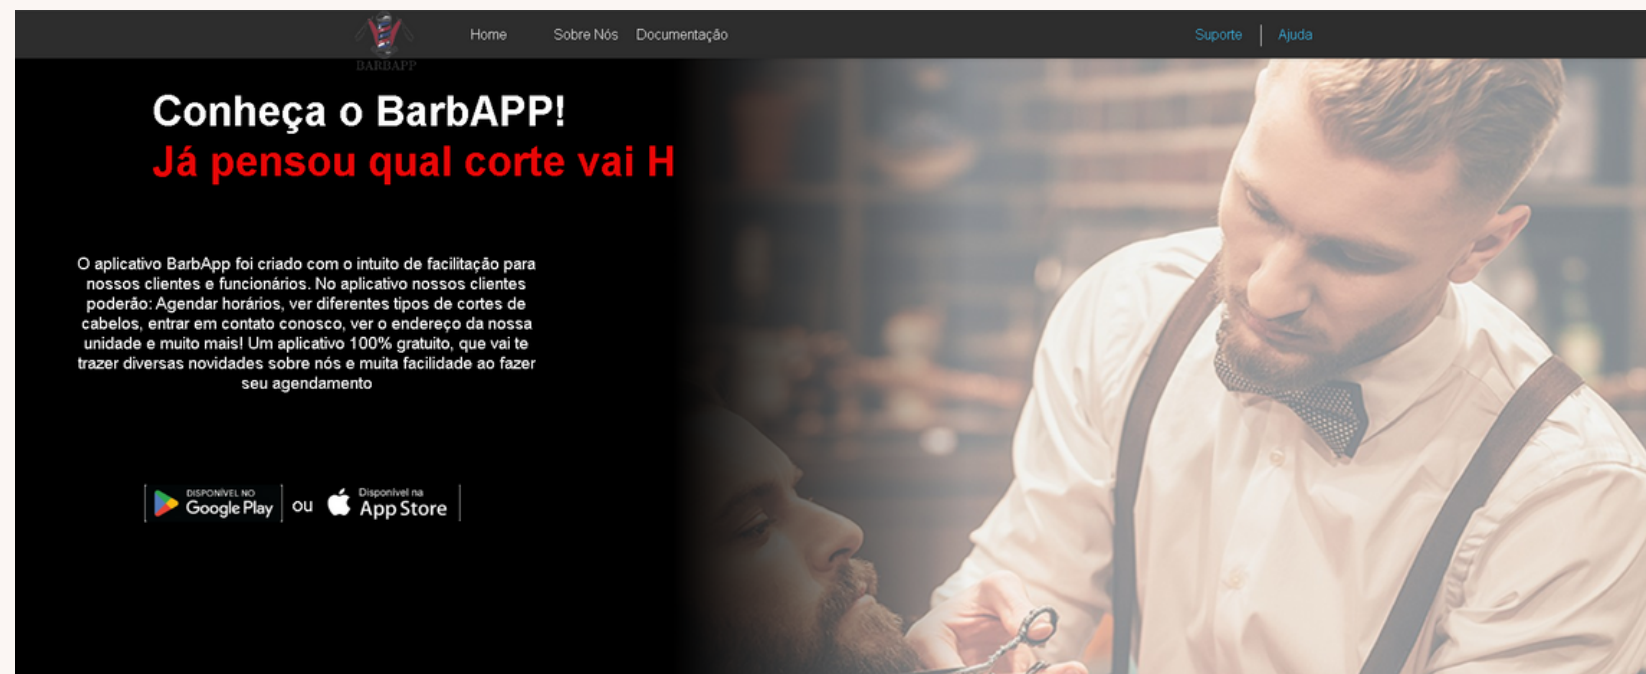 Home Sobre Nós Documentação Suporte Ajuda
BARBAPP
Conheça o BarbAPP!
Já pensou qual corte vai H
O aplicativo BarbApp foi criado com o intuito de facilitação para
nossos clientes e funcionários. No aplicativo nossos clientes
poderão: Agendar horários, ver diferentes tipos de cortes de
cabelos, entrar em contato conosco, ver o endereço da nossa
unidade e muito mais! Um aplicativo 100% gratuito, que vai te
trazer diversas novidades sobre nós e muita facilidade ao fazer
seu agendamento
DISPONÍVEL NO
Google Play
ou
Disponível na
App Store